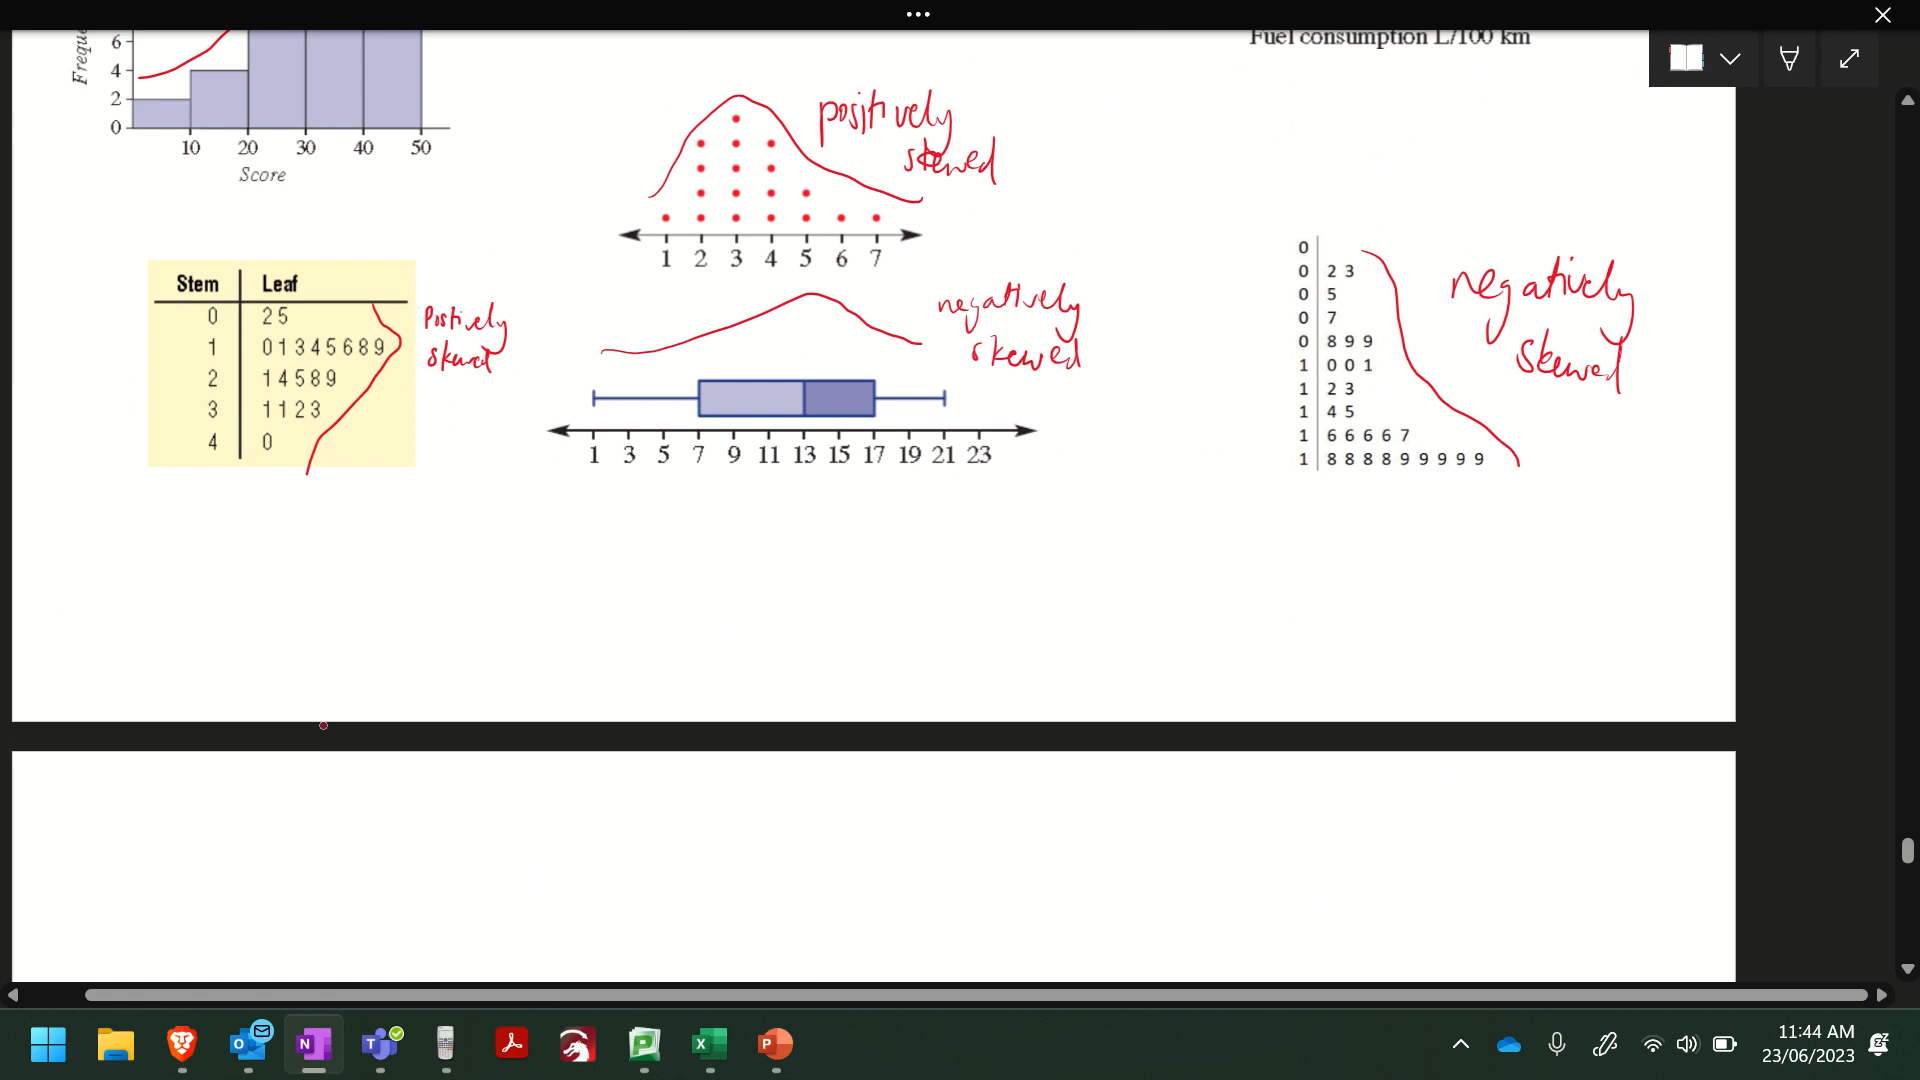 Freque
6
4
2
0
10 20 30 40 50
Score
Fuel consumption L/100 km
positively
skewed
1 2 3 4 5 6 7
Stem Leaf
0 2 5
1 0 1 3 4 5 6 8 9
2 1 4 5 8 9
3 1 1 2 3
4 0
Postively
skewed
negatively
skewed
1 3 5 7 9 11 13 15 17 19 21 23
0
0 2 3
0 5
0 7
0 8 9 9
1 0 0 1
1 2 3
1 4 5
1 6 6 6 6 7
1 8 8 8 8 9 9 9 9 9
negatively
skewed
11:44 AM
23/06/2023